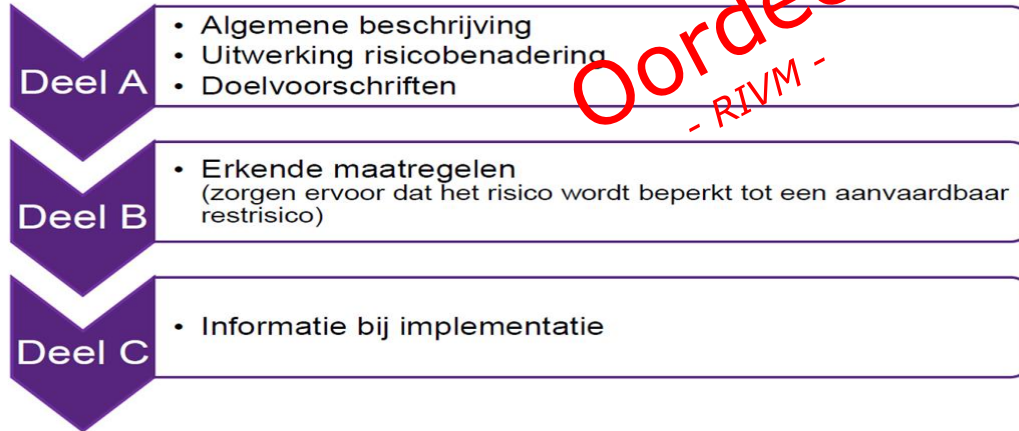 Deel A
• Algemene beschrijving
• Uitwerking risicobenadering
• Doelvoorschriften
- RIVM -
Deel B
• Erkende maatregelen
(zorgen ervoor dat het risico wordt beperkt tot een aanvaardbaar
restrisico)
Deel C
• Informatie bij implementatie